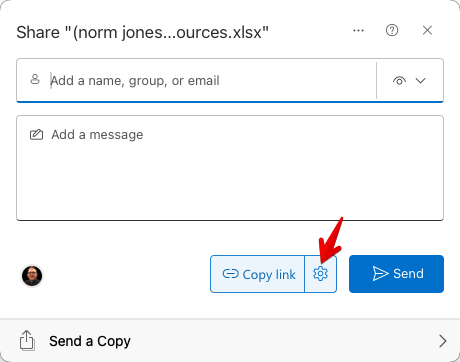 Share "(norm jones...ources.xlsx"
Add a name, group, or email
Add a message
Copy link
Send
Send a Copy